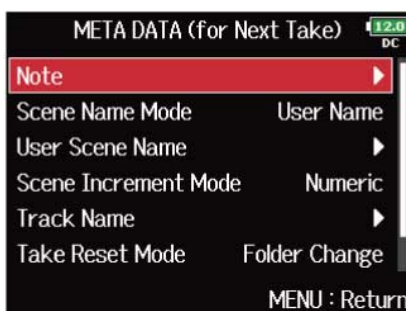 META DATA (for Next Take) 12.0
DC
Note
Scene Name Mode User Name
User Scene Name
Scene Increment Mode Numeric
Track Name
Take Reset Mode Folder Change
MENU : Return